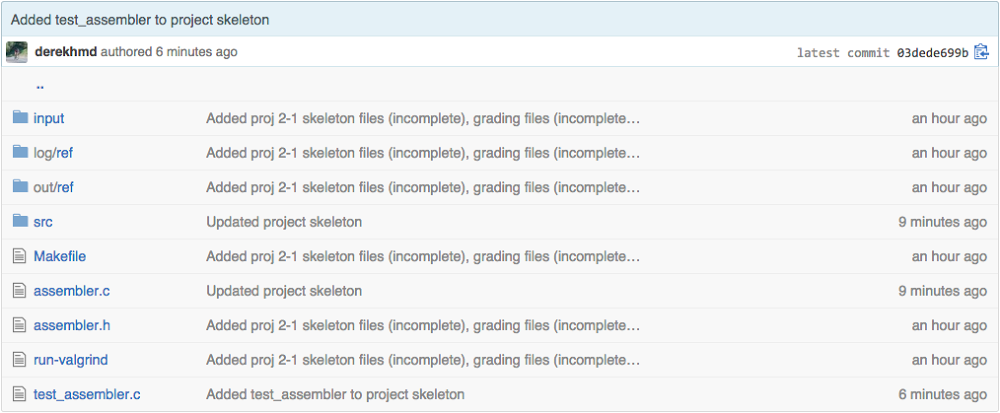 Added test_assembler to project skeleton
derekhmd authored 6 minutes ago latest commit 03dede699b
..
input Added proj 2-1 skeleton files (incomplete), grading files (incomplete… an hour ago
log/ref Added proj 2-1 skeleton files (incomplete), grading files (incomplete… an hour ago
out/ref Added proj 2-1 skeleton files (incomplete), grading files (incomplete… an hour ago
src Updated project skeleton 9 minutes ago
Makefile Added proj 2-1 skeleton files (incomplete), grading files (incomplete… an hour ago
assembler.c Updated project skeleton 9 minutes ago
assembler.h Added proj 2-1 skeleton files (incomplete), grading files (incomplete… an hour ago
run-valgrind Added proj 2-1 skeleton files (incomplete), grading files (incomplete… an hour ago
test_assembler.c Added test_assembler to project skeleton 6 minutes ago